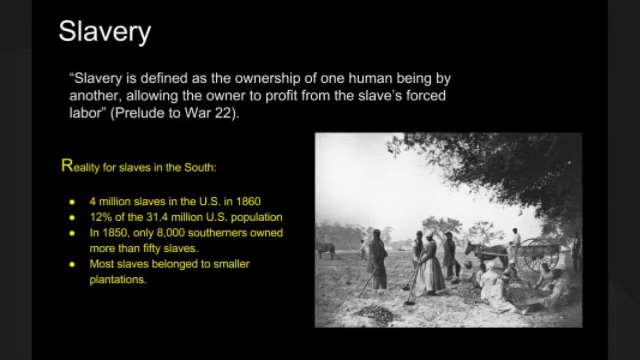 Slavery
“Slavery is defined as the ownership of one human being by
another, allowing the owner to profit from the slave’s forced
labor” (Prelude to War 22).
Reality for slaves in the South:
● 4 million slaves in the U.S. in 1860
● 12% of the 31.4 million U.S. population
● In 1850, only 8,000 southerners owned
more than fifty slaves.
● Most slaves belonged to smaller
plantations.